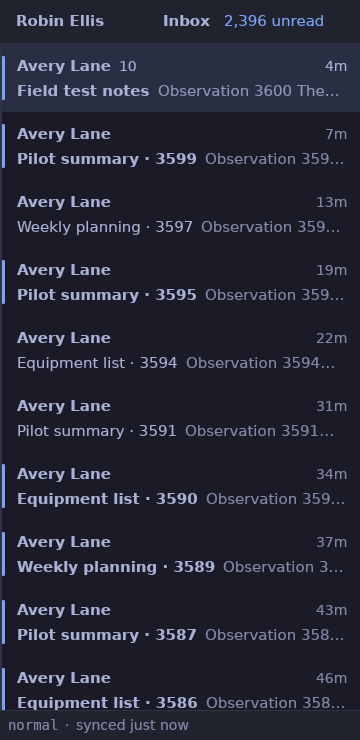 Robin Ellis Inbox 2,396 unread
Avery Lane 10 4m
Field test notes Observation 3600 The…
Avery Lane 7m
Pilot summary · 3599 Observation 359…
Avery Lane 13m
Weekly planning · 3597 Observation 359…
Avery Lane 19m
Pilot summary · 3595 Observation 359…
Avery Lane 22m
Equipment list · 3594 Observation 3594…
Avery Lane 31m
Pilot summary · 3591 Observation 3591…
Avery Lane 34m
Equipment list · 3590 Observation 359…
Avery Lane 37m
Weekly planning · 3589 Observation 3…
Avery Lane 43m
Pilot summary · 3587 Observation 358…
Avery Lane 46m
Equipment list · 3586 Observation 358…
normal · synced just now